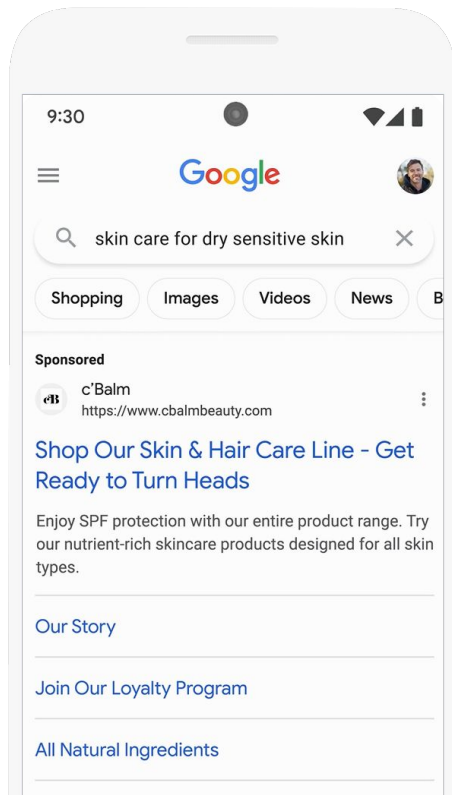 9:30
Google
skin care for dry sensitive skin
Shopping Images Videos News B
Sponsored
cB
c'Balm
https://www.cbalmbeauty.com
Shop Our Skin & Hair Care Line - Get
Ready to Turn Heads
Enjoy SPF protection with our entire product range. Try
our nutrient-rich skincare products designed for all skin
types.
Our Story
Join Our Loyalty Program
All Natural Ingredients